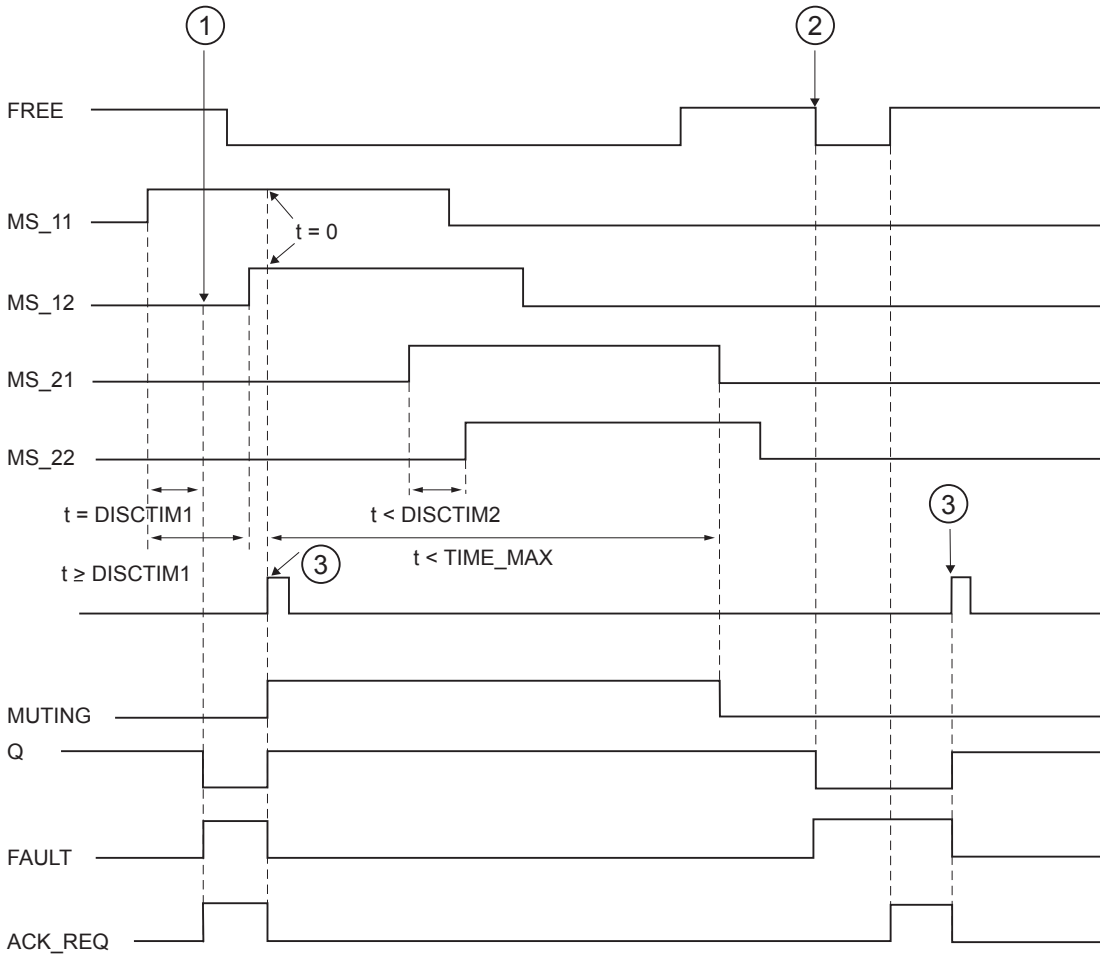 1
2
FREE
MS_11
t = 0
MS_12
MS_21
MS_22
t = DISCTIM1
t < DISCTIM2
3
t < TIME_MAX
3
t ≥ DISCTIM1
MUTING
Q
FAULT
ACK_REQ